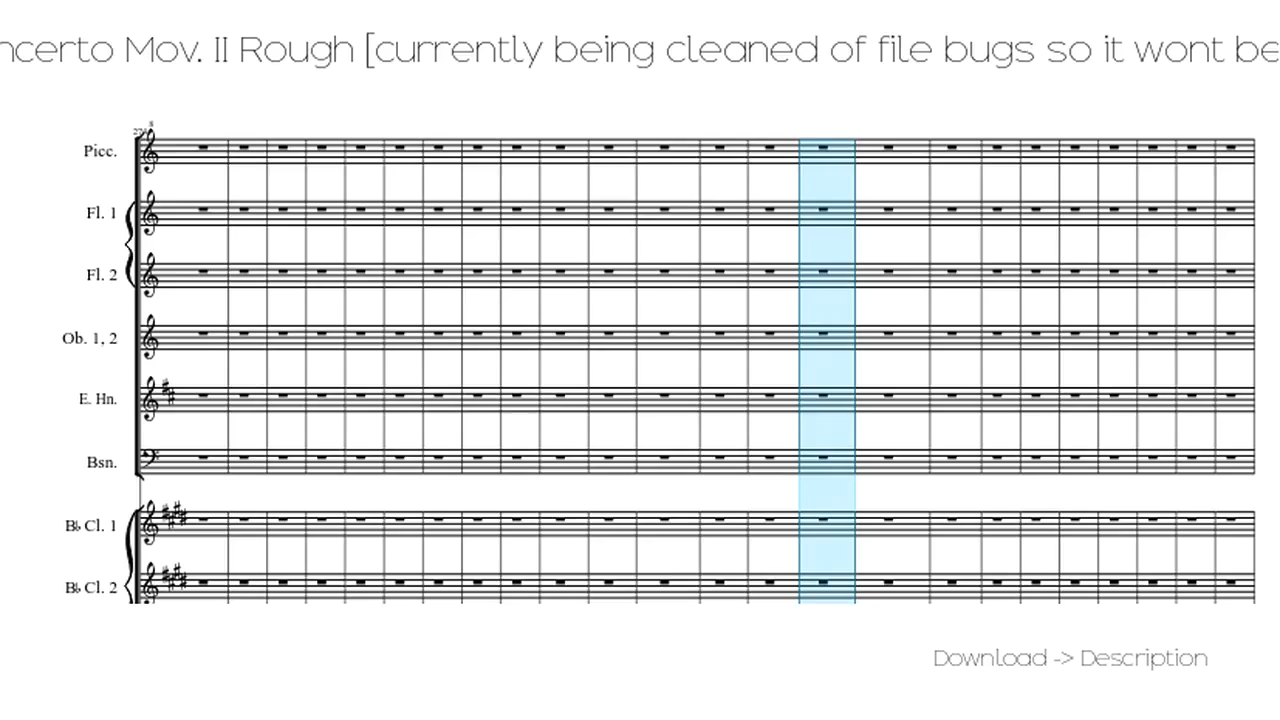 ncerto Mov. II Rough [currently being cleaned of file bugs so it wont be
Picc.
Fl. 1
Fl. 2
Ob. 1, 2
E. Hn.
Bsn.
B♭ Cl. 1
B♭ Cl. 2
Download -> Description